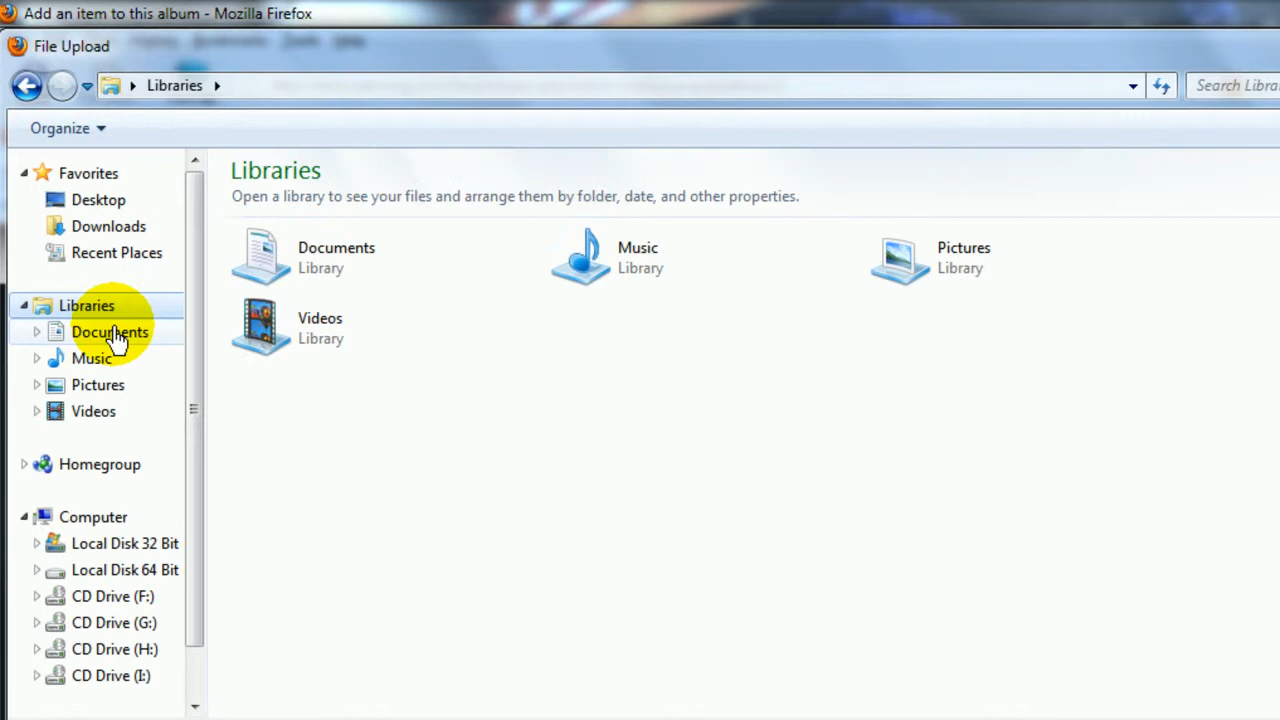 Add an item to this album - Mozilla Firefox
File Upload
Libraries
Search Libra
Organize
Favorites
Desktop
Downloads
Recent Places
Libraries
Documents
Music
Pictures
Videos
Homegroup
Computer
Local Disk 32 Bit
Local Disk 64 Bit
CD Drive (F:)
CD Drive (G:)
CD Drive (H:)
CD Drive (I:)
Libraries
Open a library to see your files and arrange them by folder, date, and other properties.
Documents
Library
Music
Library
Pictures
Library
Videos
Library